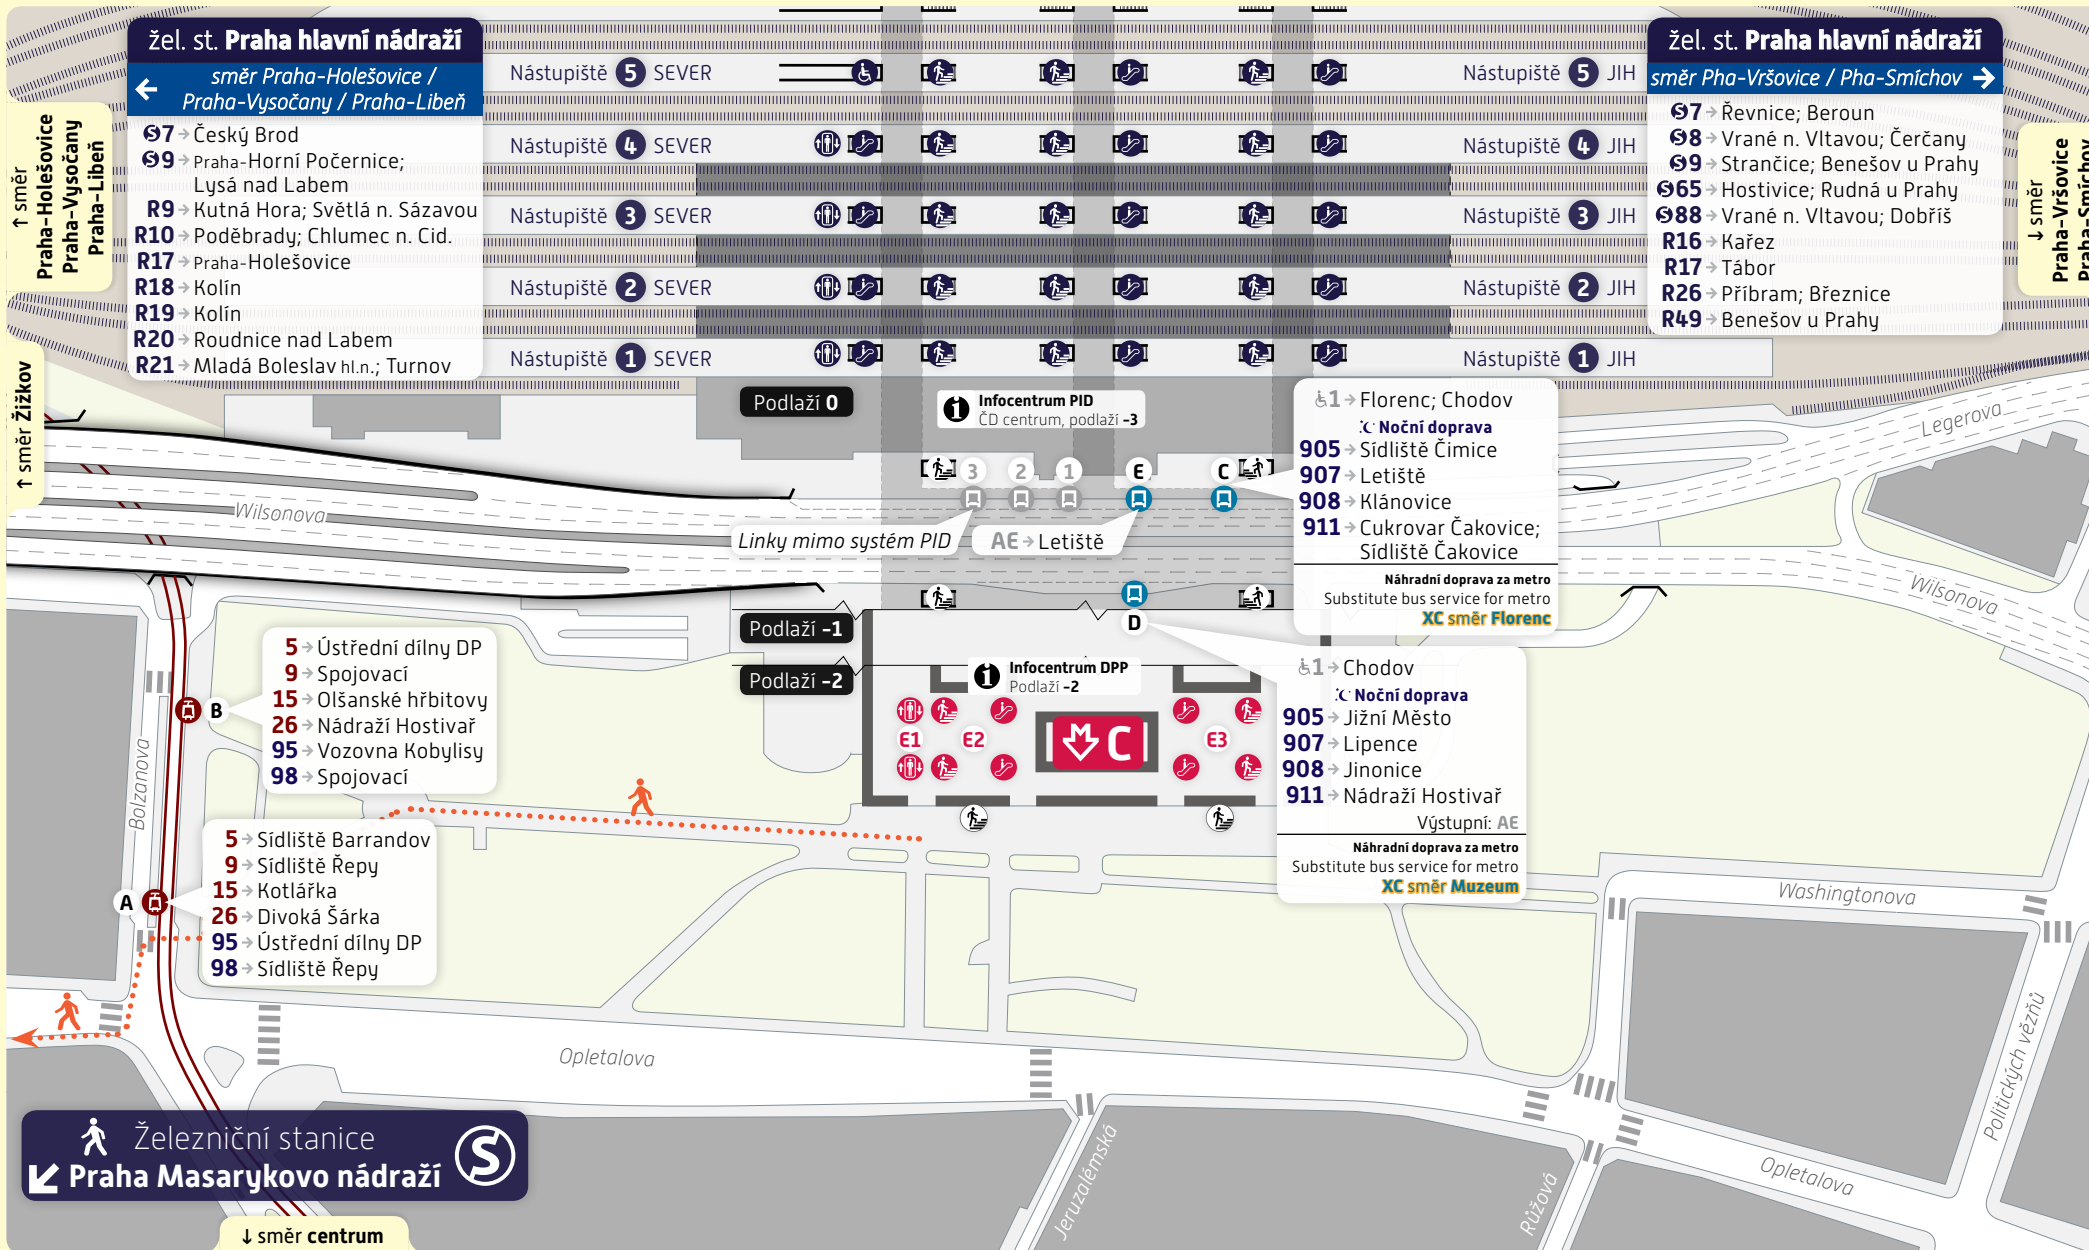 žel. st. Praha hlavní nádraží
← směr Praha-Holešovice /
Praha-Vysočany / Praha-Libeň
S7 → Český Brod
S9 → Praha-Horní Počernice;
Lysá nad Labem
R9 → Kutná Hora; Světlá n. Sázavou
R10 → Poděbrady; Chlumec n. Cid.
R17 → Praha-Holešovice
R18 → Kolín
R19 → Kolín
R20 → Roudnice nad Labem
R21 → Mladá Boleslav hl.n.; Turnov
↑ směr
Praha-Holešovice
Praha-Vysočany
Praha-Libeň
↑ směr Žižkov
Nástupiště 5 SEVER
Nástupiště 4 SEVER
Nástupiště 3 SEVER
Nástupiště 2 SEVER
Nástupiště 1 SEVER
Nástupiště 5 JIH
Nástupiště 4 JIH
Nástupiště 3 JIH
Nástupiště 2 JIH
Nástupiště 1 JIH
žel. st. Praha hlavní nádraží
směr Pha-Vršovice / Pha-Smíchov →
S7 → Řevnice; Beroun
S8 → Vrané n. Vltavou; Čerčany
S9 → Strančice; Benešov u Prahy
S65 → Hostivice; Rudná u Prahy
S88 → Vrané n. Vltavou; Dobříš
R16 → Kařez
R17 → Tábor
R26 → Příbram; Březnice
R49 → Benešov u Prahy
↓ směr
Praha-Vršovice
Praha-Smíchov
Podlaží 0
Infocentrum PID
ČD centrum, podlaží -3
3 2 1 E C
Linky mimo systém PID
AE → Letiště
1 → Florenc; Chodov
Noční doprava
905 → Sídliště Čimice
907 → Letiště
908 → Klánovice
911 → Cukrovar Čakovice;
Sídliště Čakovice
Náhradní doprava za metro
Substitute bus service for metro
XC směr Florenc
Legerova
Wilsonova
Wilsonova
D
Podlaží -1
Podlaží -2
Infocentrum DPP
Podlaží -2
E1 E2 C E3
1 → Chodov
Noční doprava
905 → Jižní Město
907 → Lipence
908 → Jinonice
911 → Nádraží Hostivař
Výstupní: AE
Náhradní doprava za metro
Substitute bus service for metro
XC směr Muzeum
B
5 → Ústřední dílny DP
9 → Spojovací
15 → Olšanské hřbitovy
26 → Nádraží Hostivař
95 → Vozovna Kobylisy
98 → Spojovací
Bolzanova
A
5 → Sídliště Barrandov
9 → Sídliště Řepy
15 → Kotlářka
26 → Divoká Šárka
95 → Ústřední dílny DP
98 → Sídliště Řepy
Washingtonova
Politických vězňů
Opletalova
Opletalova
Jeruzalémská
Růžová
Železniční stanice
Praha Masarykovo nádraží
S
↓ směr centrum